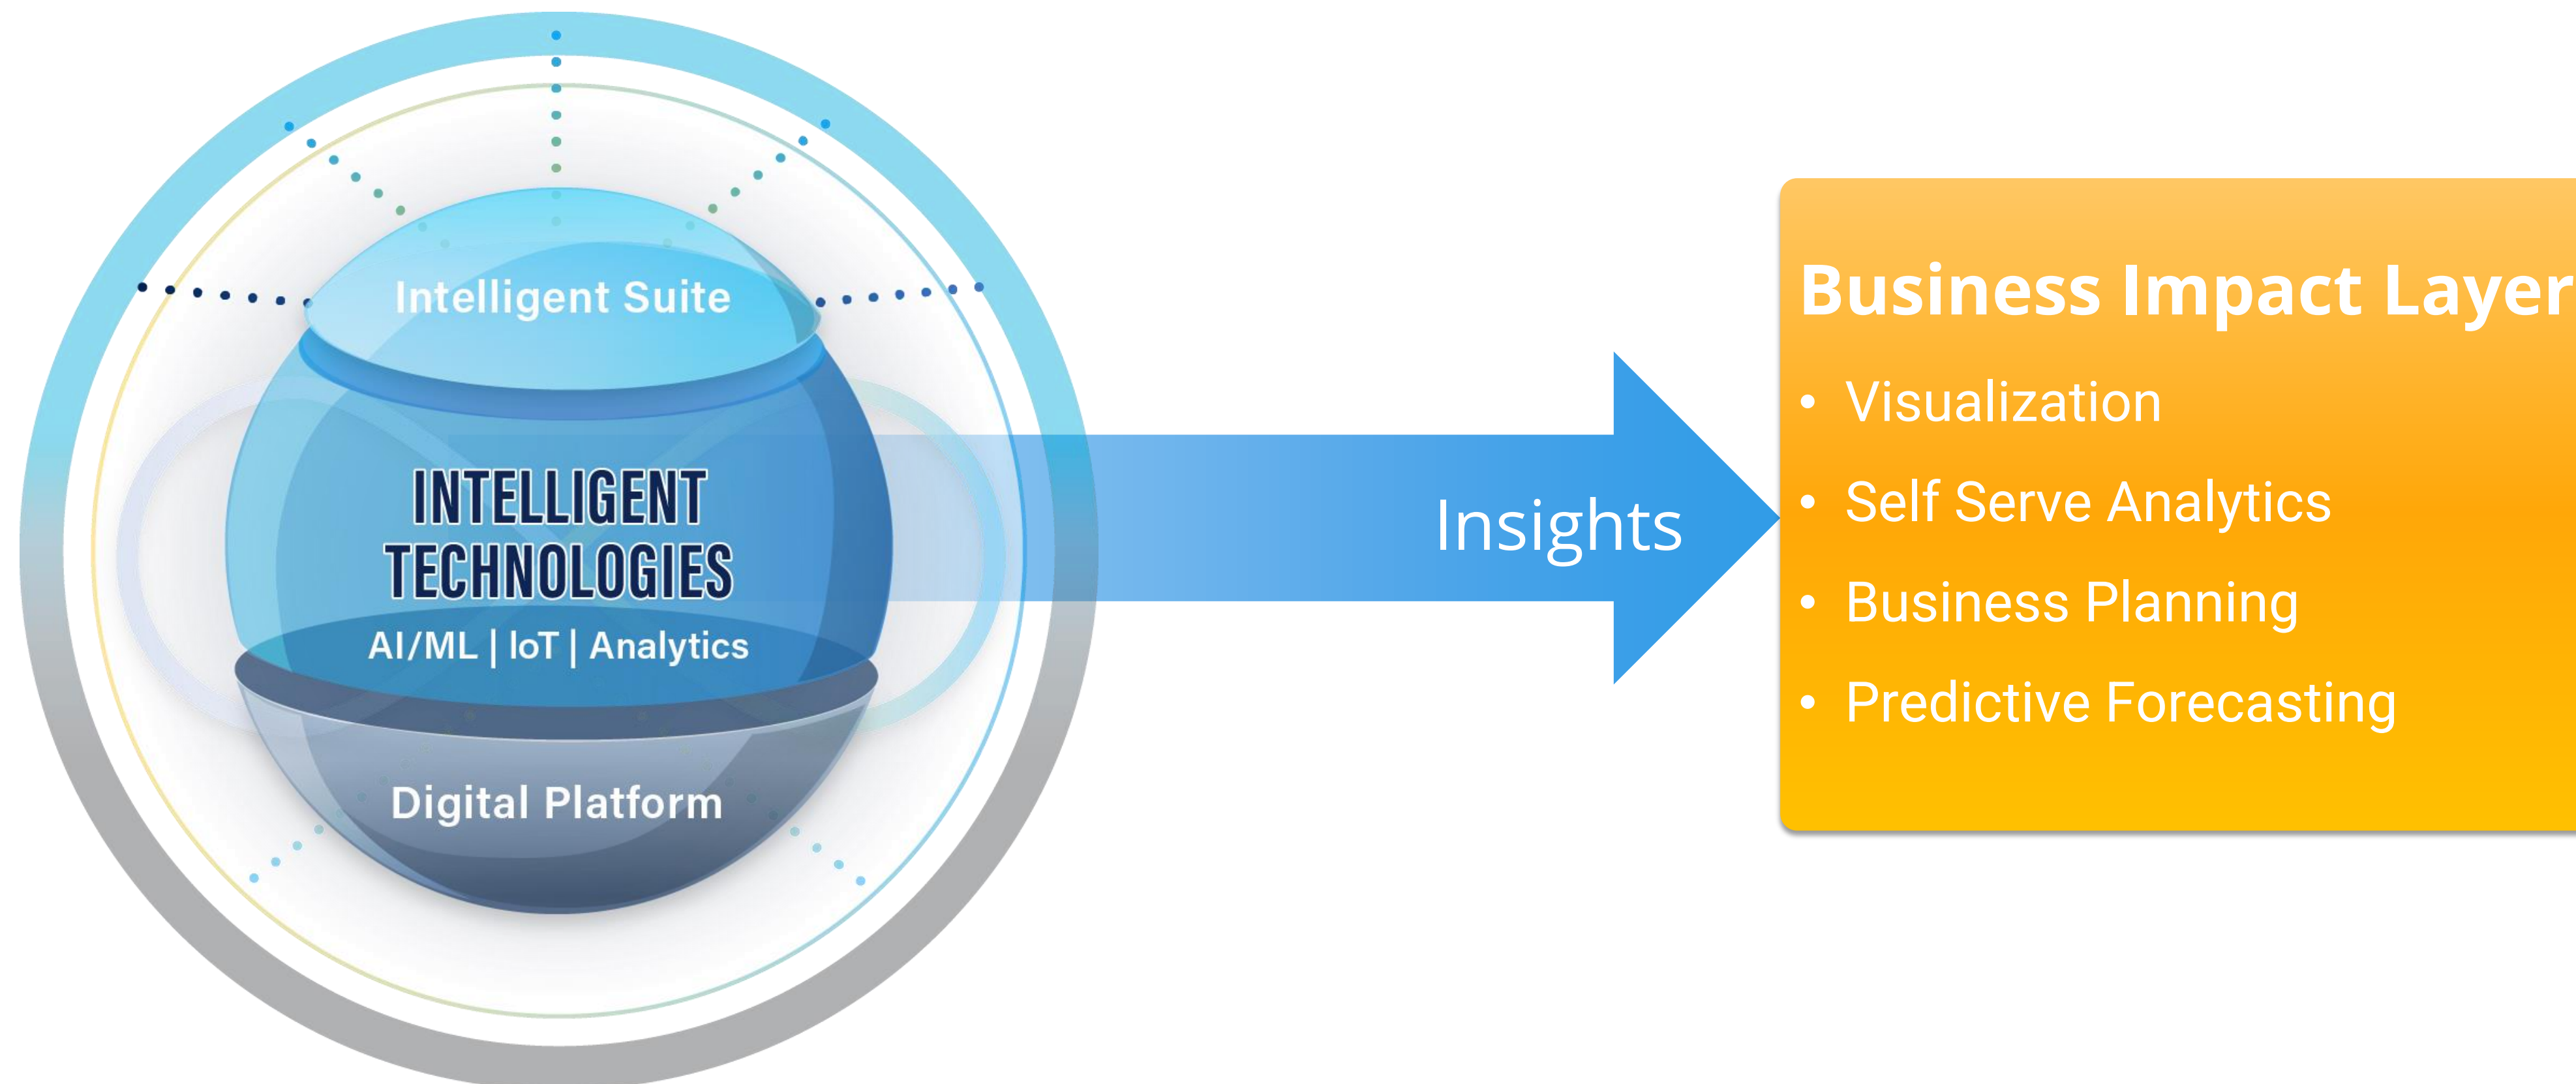 Intelligent Suite
INTELLIGENT
TECHNOLOGIES
AI/ML | IoT | Analytics
Digital Platform
Insights
Business Impact Layer
• Visualization
• Self Serve Analytics
• Business Planning
• Predictive Forecasting